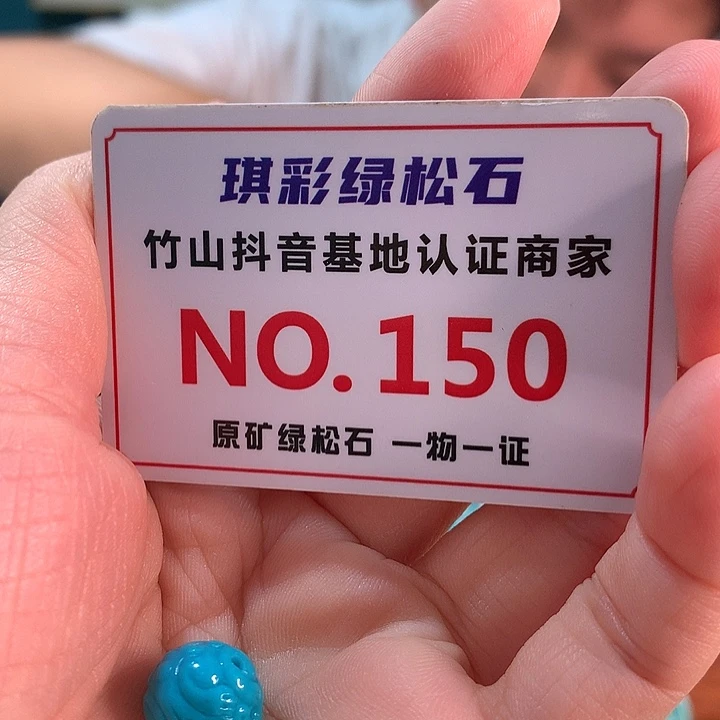 琪彩绿松石
竹山抖音基地认证商家
NO.150
原矿绿松石 一物一证